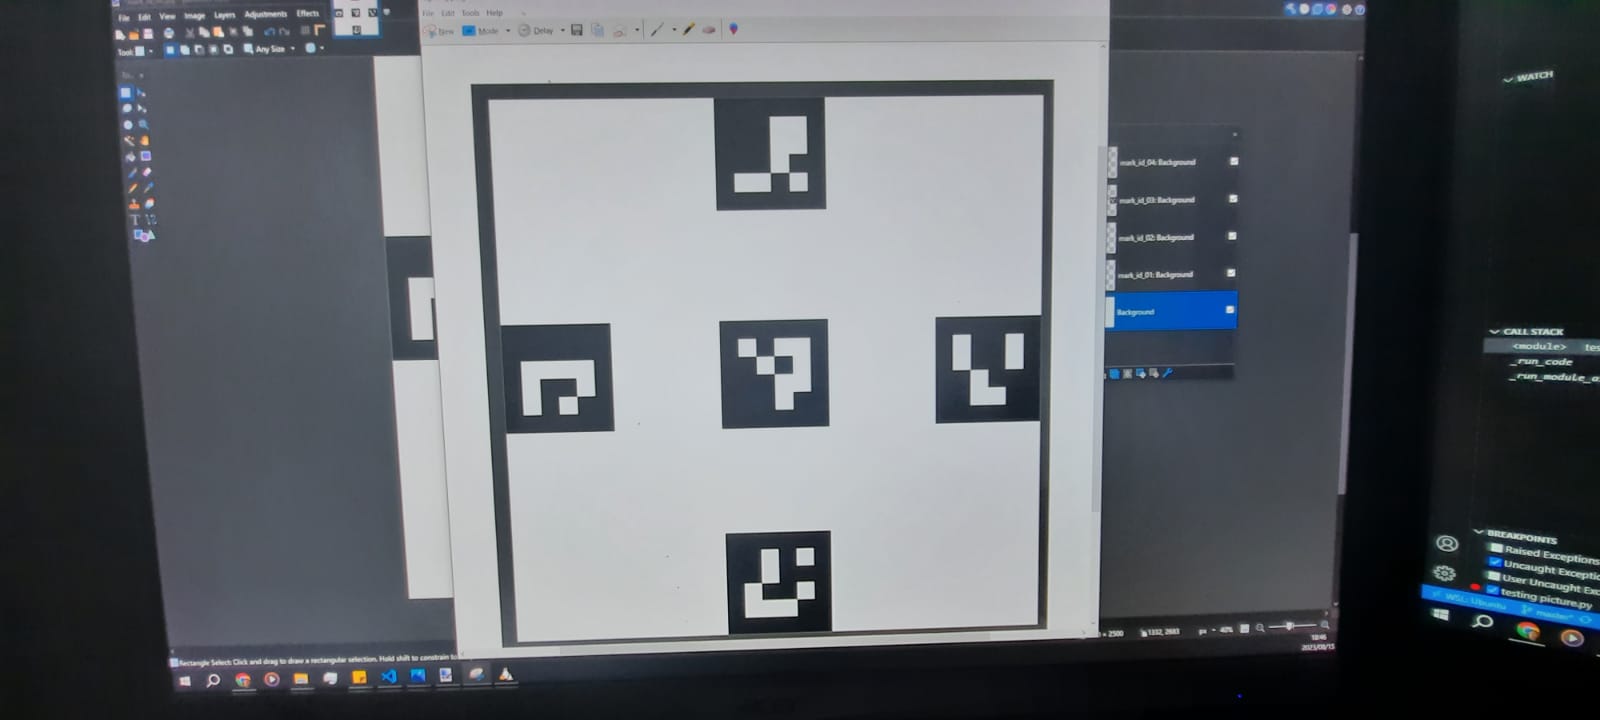 File Edit View Image Layers Adjustments Effects
Tool:
Any Size
File Edit Tools Help
New Mode Delay
mark_id_04: Background
mark_id_03: Background
mark_id_02: Background
mark_id_01: Background
Background
WATCH
CALL STACK
<module> tes
_run_code
_run_module_a
BREAKPOINTS
Raised Exceptions
Uncaught Exceptio
User Uncaught Exc
testing picture.py
WSL: Ubuntu master*
= 2500 1332, 2683 px 40%
Rectangle Select: Click and drag to draw a rectangular selection. Hold shift to constrain to
10:46
2023/08/15